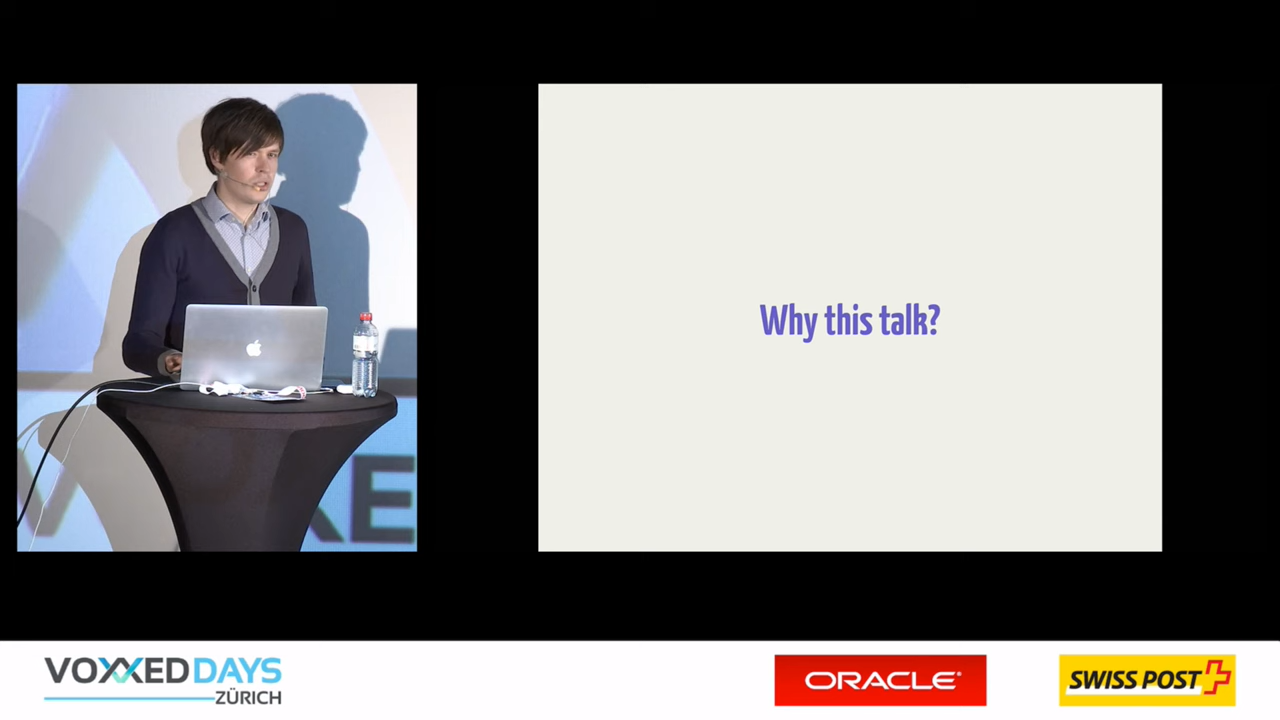 Why this talk?
VOXXED DAYS
ZÜRICH
ORACLE®
SWISS POST